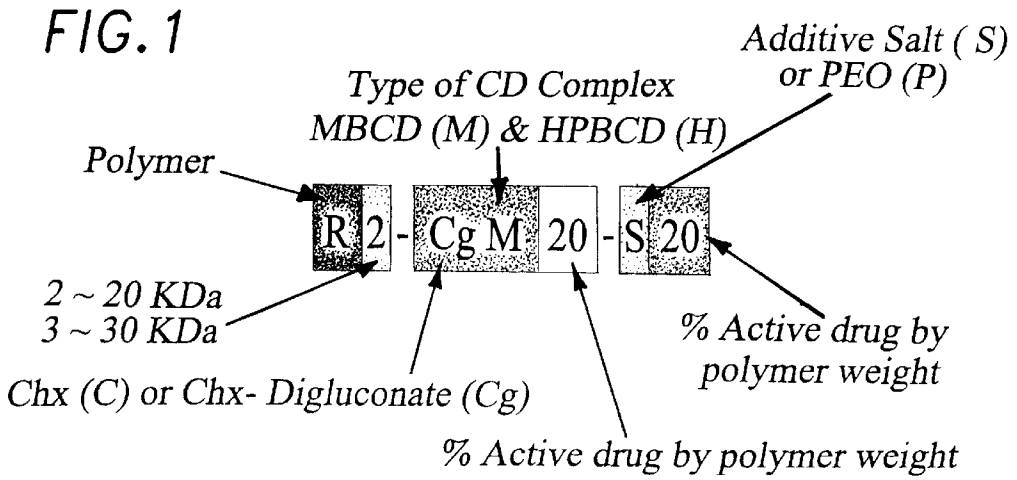 FIG. 1
Additive Salt ( S)
or PEO (P)
Type of CD Complex
MBCD (M) & HPBCD (H)
Polymer
R 2 - Cg M 20 - S 20
2 ~ 20 KDa
3 ~ 30 KDa
% Active drug by
polymer weight
Chx (C) or Chx- Digluconate (Cg)
% Active drug by polymer weight